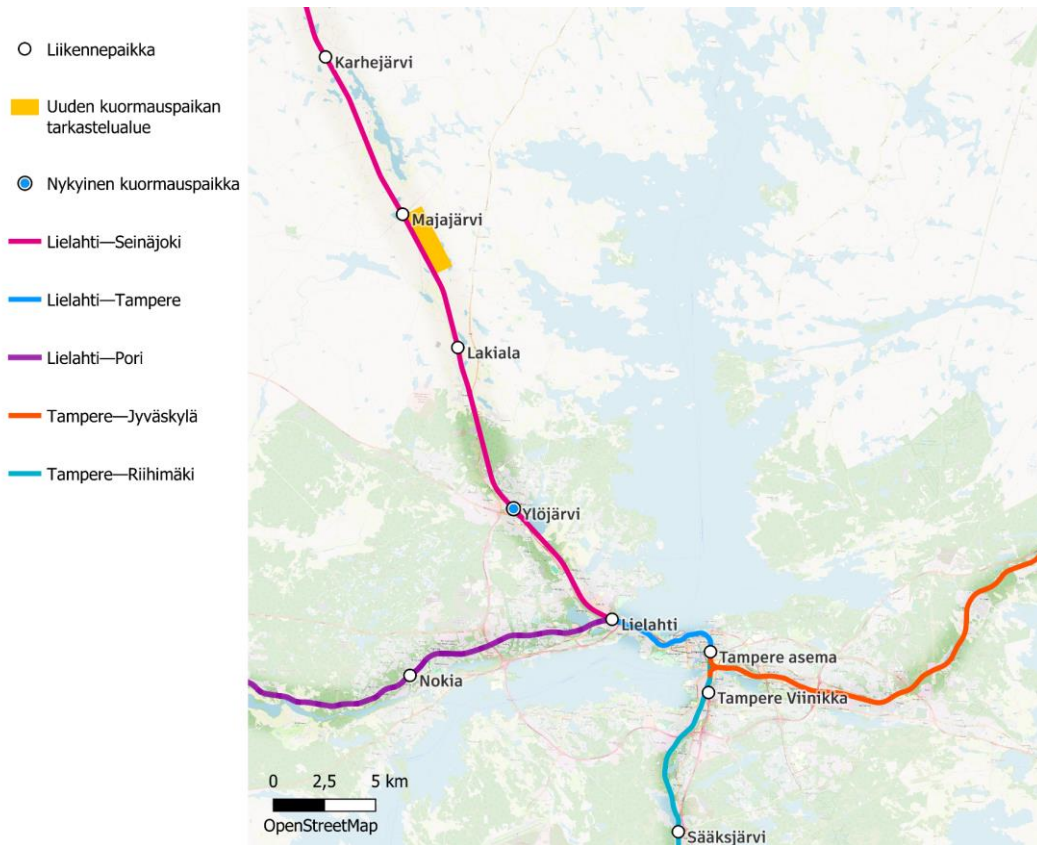 Liikennepaikka
Uuden kuormauspaikan
tarkastelualue
Nykyinen kuormauspaikka
Lielahti—Seinäjoki
Lielahti—Tampere
Lielahti—Pori
Tampere—Jyväskylä
Tampere—Riihimäki
Karhejärvi
Majajärvi
Lakiala
Ylöjärvi
Lielahti
Tampere asema
Nokia
Tampere Viinikka
0 2,5 5 km
OpenStreetMap
Sääksjärvi